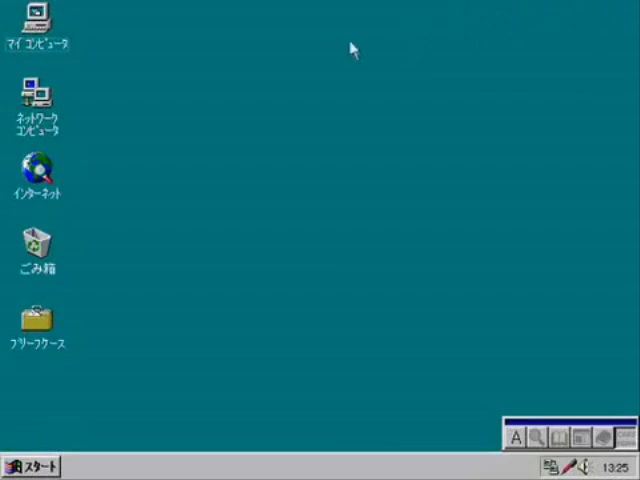 マイ コンピュータ
ネットワーク
コンピュータ
インターネット
ごみ箱
ブリーフケース
A
スタート
13:25